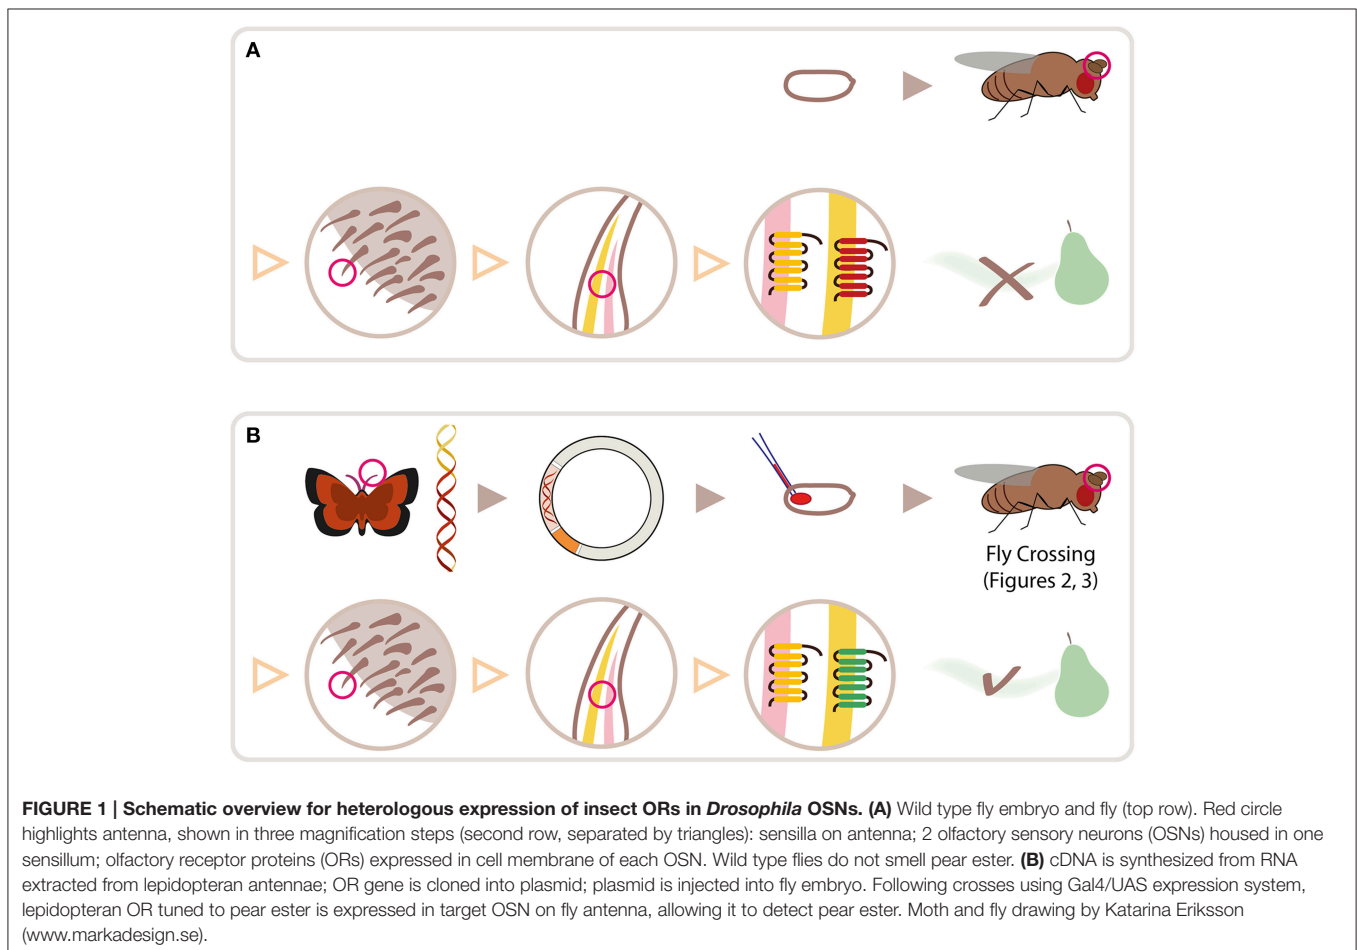 A
B
Fly Crossing
(Figures 2, 3)
FIGURE 1 | Schematic overview for heterologous expression of insect ORs in Drosophila OSNs. (A) Wild type fly embryo and fly (top row). Red circle
highlights antenna, shown in three magnification steps (second row, separated by triangles): sensilla on antenna; 2 olfactory sensory neurons (OSNs) housed in one
sensillum; olfactory receptor proteins (ORs) expressed in cell membrane of each OSN. Wild type flies do not smell pear ester. (B) cDNA is synthesized from RNA
extracted from lepidopteran antennae; OR gene is cloned into plasmid; plasmid is injected into fly embryo. Following crosses using Gal4/UAS expression system,
lepidopteran OR tuned to pear ester is expressed in target OSN on fly antenna, allowing it to detect pear ester. Moth and fly drawing by Katarina Eriksson
(www.markadesign.se).